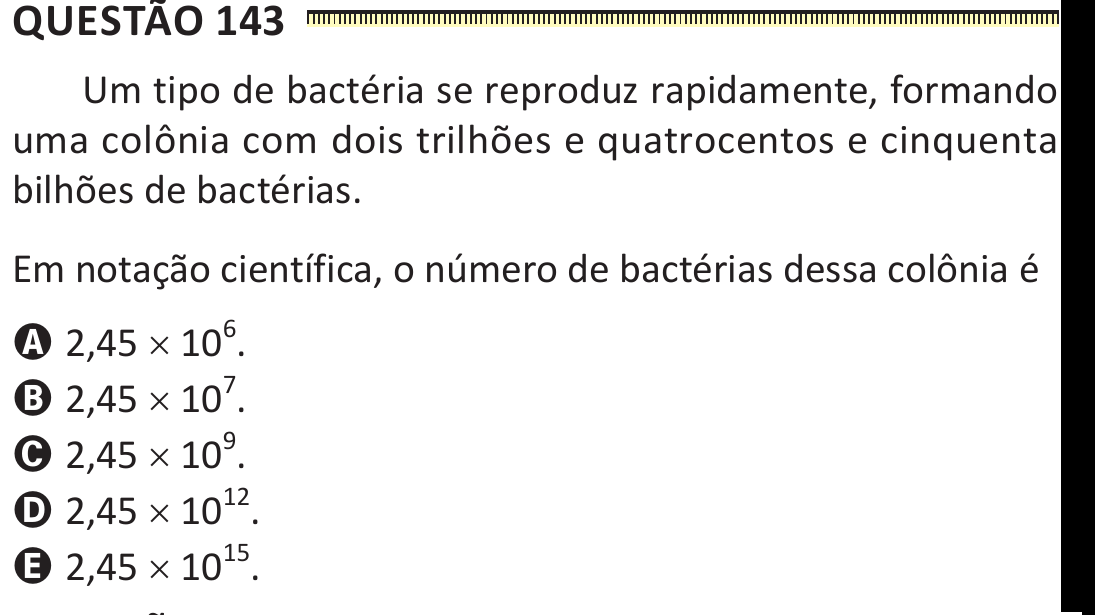 QUESTÃO 143
Um tipo de bactéria se reproduz rapidamente, formando
uma colônia com dois trilhões e quatrocentos e cinquenta
bilhões de bactérias.
Em notação científica, o número de bactérias dessa colônia é
A 2,45 × 10⁶.
B 2,45 × 10⁷.
C 2,45 × 10⁹.
D 2,45 × 10¹².
E 2,45 × 10¹⁵.